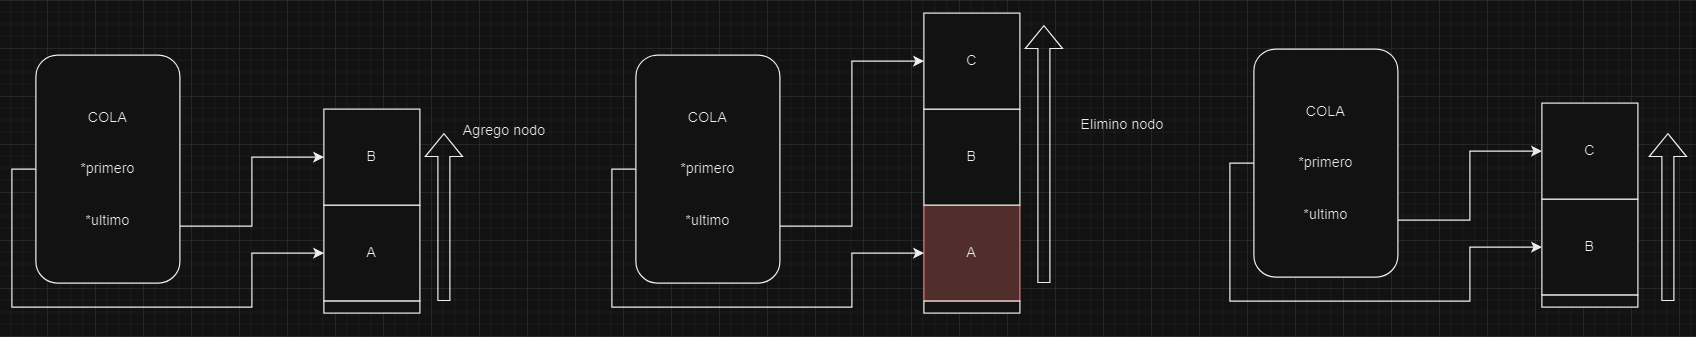 COLA
*primero
*ultimo
B
A
Agrego nodo
COLA
*primero
*ultimo
C
B
A
Elimino nodo
COLA
*primero
*ultimo
C
B